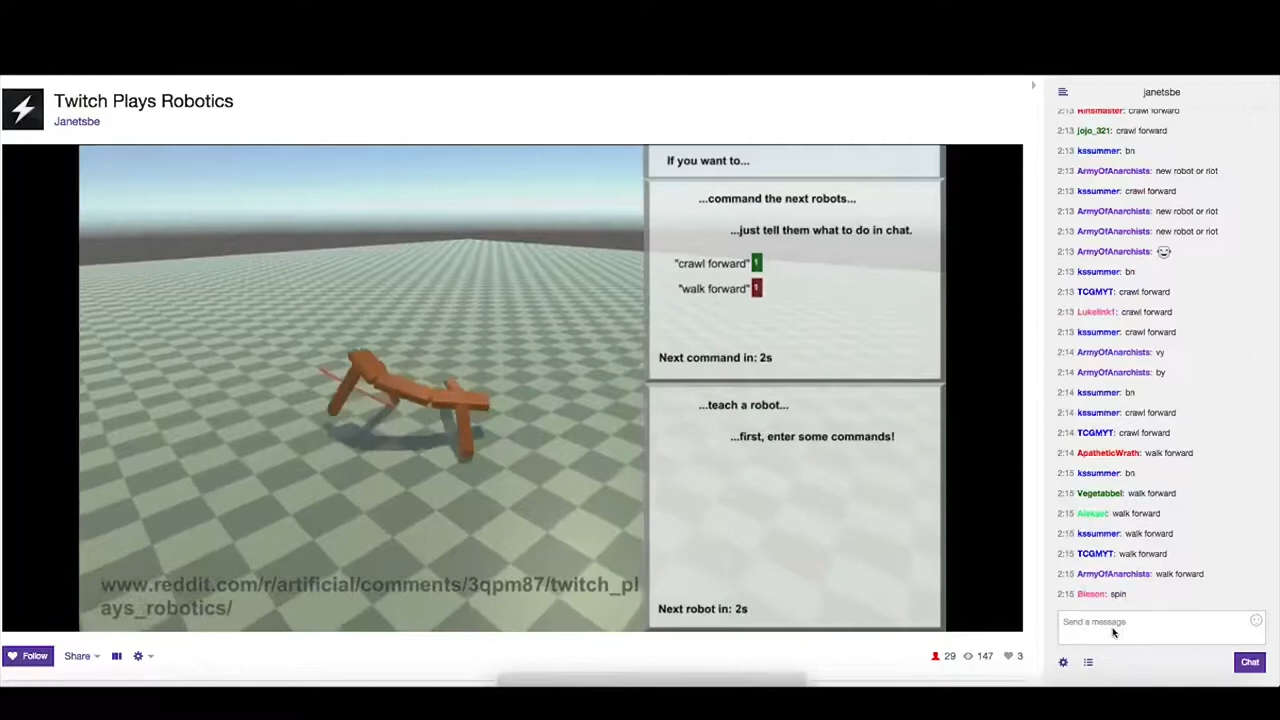 Twitch Plays Robotics
Janetsbe
If you want to...
...command the next robots...
...just tell them what to do in chat.
"crawl forward" 1
"walk forward" 1
Next command in: 2s
...teach a robot...
...first, enter some commands!
Next robot in: 2s
www.reddit.com/r/artificial/comments/3qpm87/twitch_pl
ays_robotics/
Follow
Share
29
147
3
janetsbe
2:13 Rinsmaster: crawl forward
2:13 jojo_321: crawl forward
2:13 kssummer: bn
2:13 ArmyOfAnarchists: new robot or riot
2:13 kssummer: crawl forward
2:13 ArmyOfAnarchists: new robot or riot
2:13 ArmyOfAnarchists: new robot or riot
2:13 ArmyOfAnarchists:
2:13 kssummer: bn
2:13 TCGMYT: crawl forward
2:13 Lukelink1: crawl forward
2:13 kssummer: crawl forward
2:14 ArmyOfAnarchists: vy
2:14 ArmyOfAnarchists: by
2:14 kssummer: bn
2:14 kssummer: crawl forward
2:14 TCGMYT: crawl forward
2:14 ApatheticWrath: walk forward
2:15 kssummer: bn
2:15 Vegetabbel: walk forward
2:15 walk forward
2:15 kssummer: walk forward
2:15 TCGMYT: walk forward
2:15 ArmyOfAnarchists: walk forward
2:15 Bieson: spin
Send a message
Chat